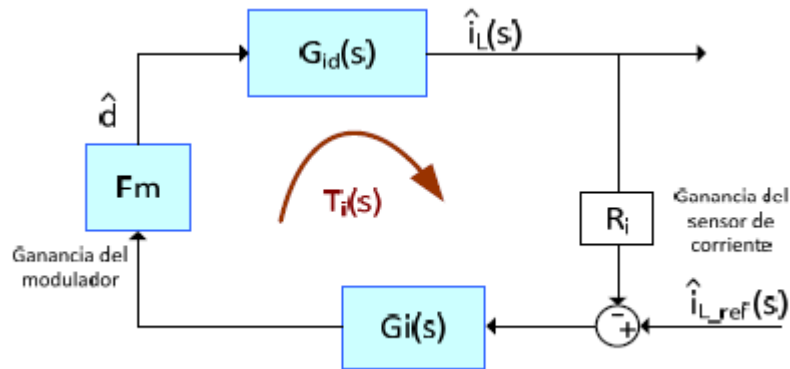 G_id(s)
î_L(s)
d̂
Fm
T_i(s)
Ganancia del
modulador
R_i
Ganancia del
sensor de
corriente
Gi(s)
-
+
î_L_ref(s)